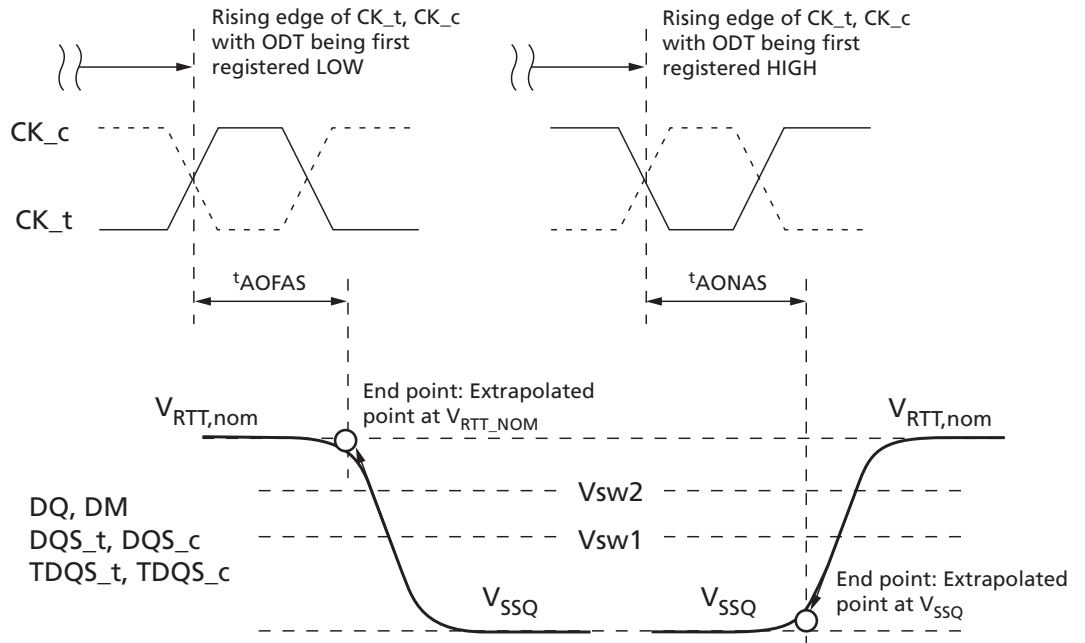 Rising edge of CK_t, CK_c
with ODT being first
registered LOW
Rising edge of CK_t, CK_c
with ODT being first
registered HIGH
CK_c
CK_t
tAOFAS
tAONAS
End point: Extrapolated
point at VRTT_NOM
VRTT,nom
VRTT,nom
Vsw2
DQ, DM
DQS_t, DQS_c
TDQS_t, TDQS_c
Vsw1
VSSQ
VSSQ
End point: Extrapolated
point at VSSQ